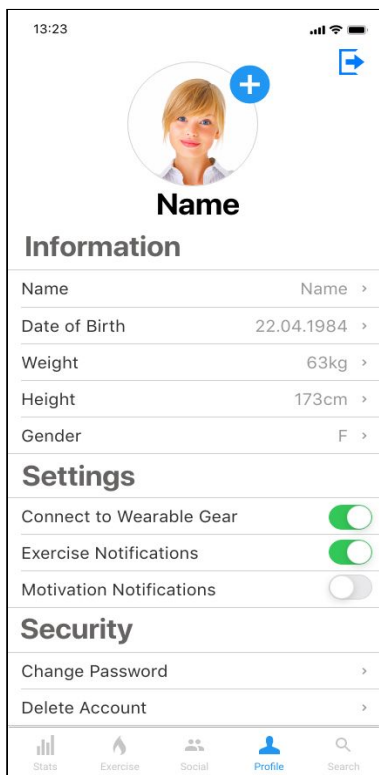 13:23
Name
Information
Name Name
Date of Birth 22.04.1984
Weight 63kg
Height 173cm
Gender F
Settings
Connect to Wearable Gear
Exercise Notifications
Motivation Notifications
Security
Change Password
Delete Account
Stats Exercise Social Profile Search